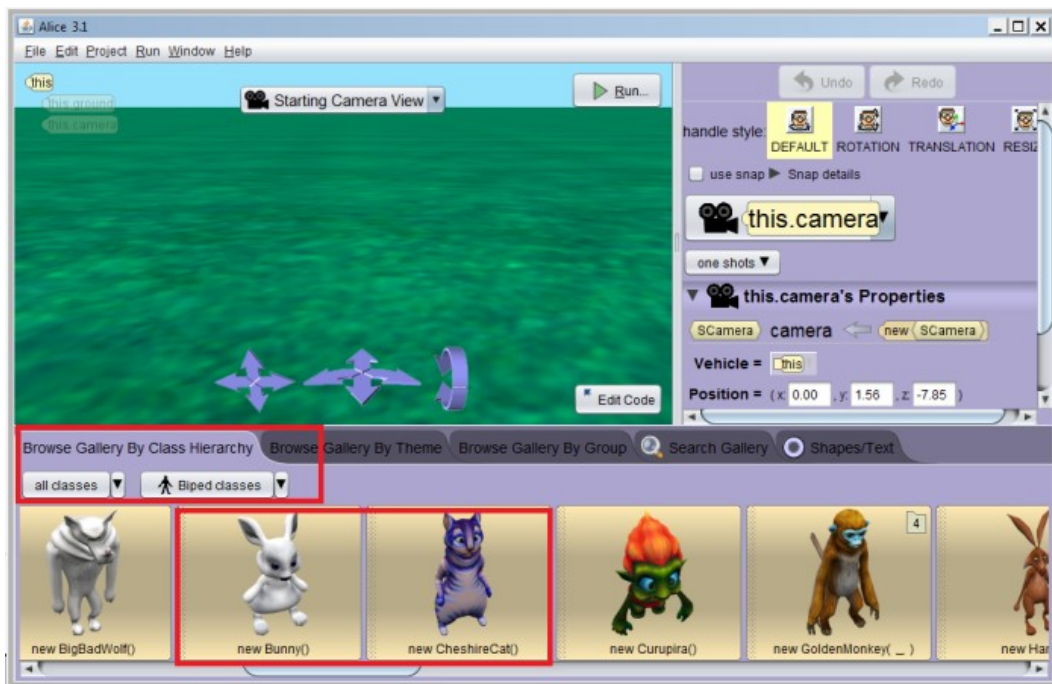 Alice 3.1
File Edit Project Run Window Help
this
this.ground
this.camera
Starting Camera View
Run...
Undo Redo
handle style:
DEFAULT ROTATION TRANSLATION RESIZ
use snap Snap details
this.camera
one shots
this.camera's Properties
SCamera camera new SCamera
Vehicle = this
Position = (x: 0.00 , y: 1.56 , z: -7.85 )
Edit Code
Browse Gallery By Class Hierarchy Browse Gallery By Theme Browse Gallery By Group Search Gallery Shapes/Text
all classes Biped classes
4
new BigBadWolf() new Bunny() new CheshireCat() new Curupira() new GoldenMonkey( _ ) new Har